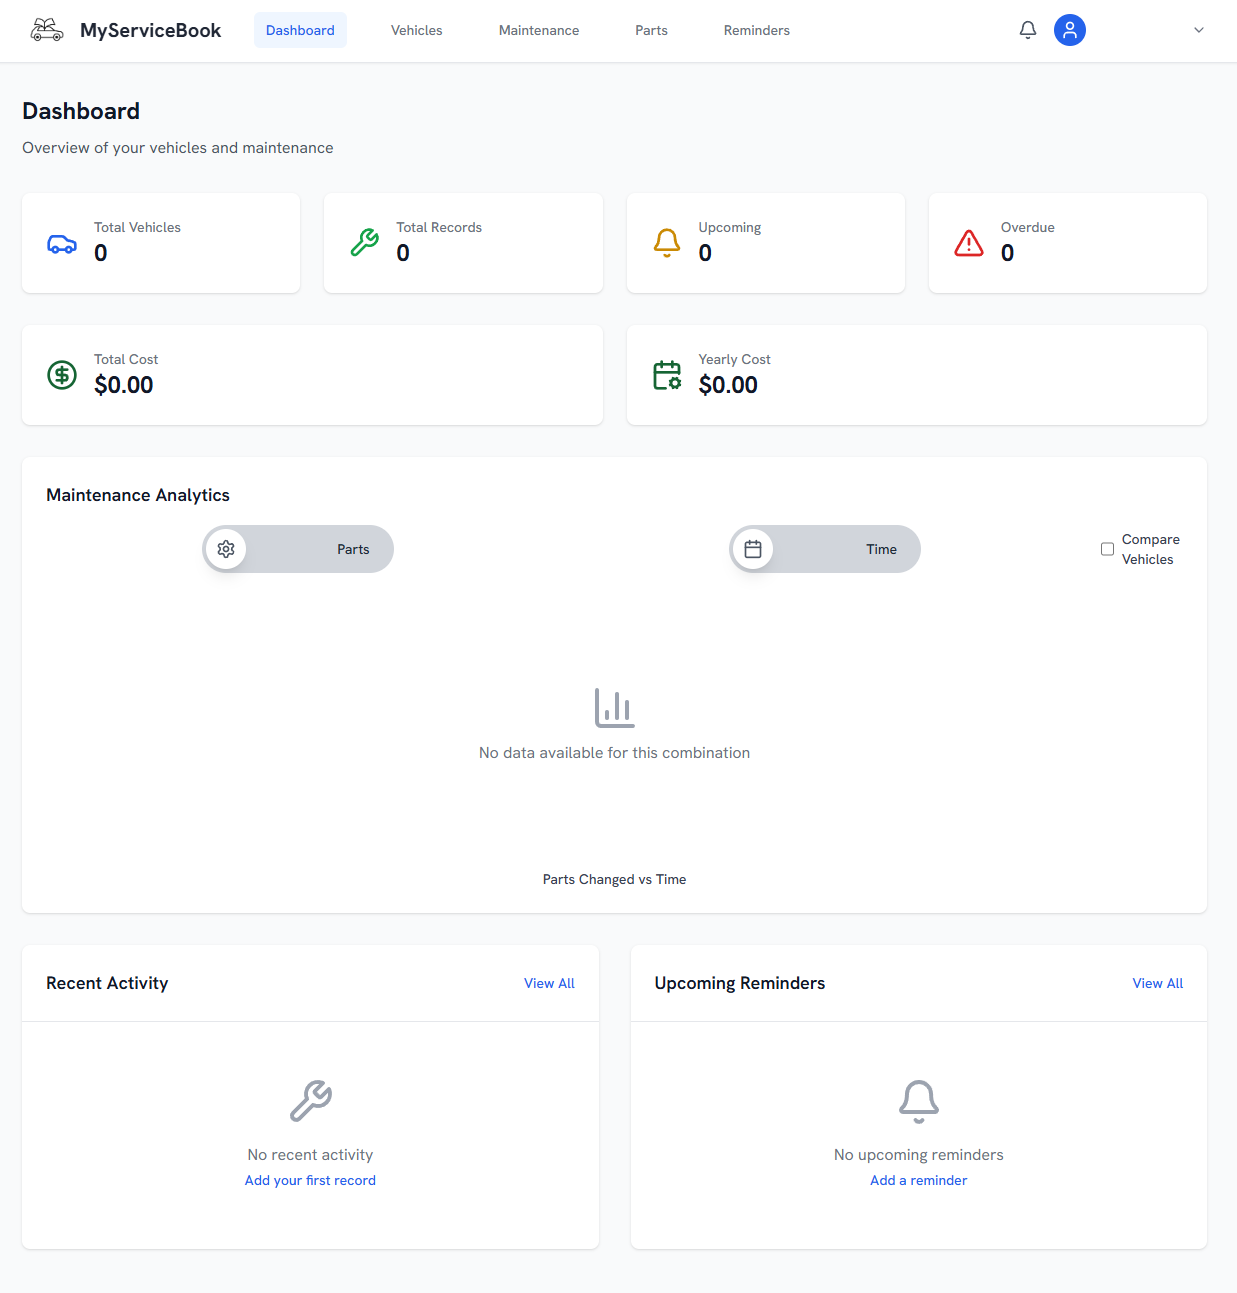 MyServiceBook
Dashboard
Vehicles
Maintenance
Parts
Reminders
Dashboard
Overview of your vehicles and maintenance
Total Vehicles
0
Total Records
0
Upcoming
0
Overdue
0
Total Cost
$0.00
Yearly Cost
$0.00
Maintenance Analytics
Parts
Time
Compare
Vehicles
No data available for this combination
Parts Changed vs Time
Recent Activity
View All
No recent activity
Add your first record
Upcoming Reminders
View All
No upcoming reminders
Add a reminder